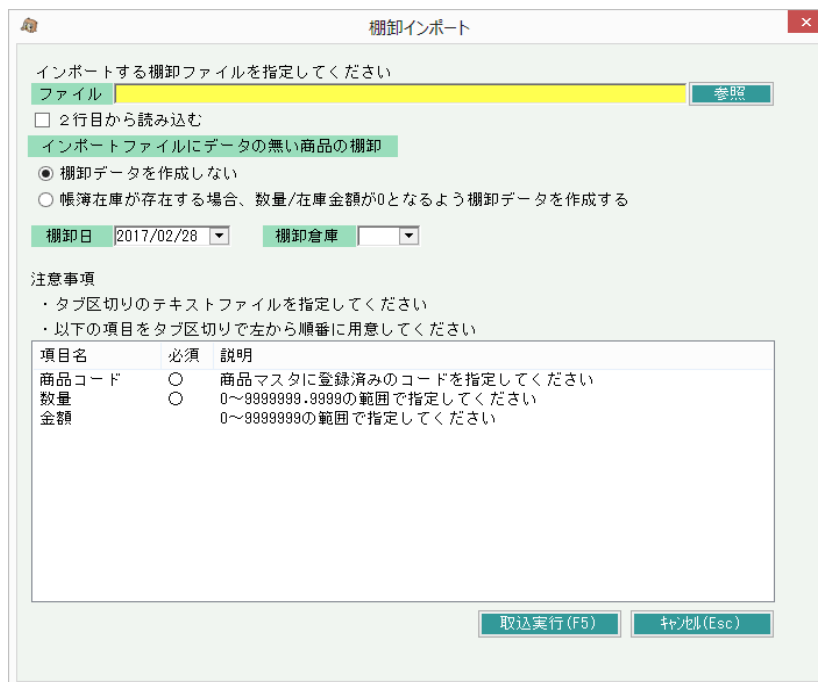 棚卸インポート
インポートする棚卸ファイルを指定してください
ファイル 参照
２行目から読み込む
インポートファイルにデータの無い商品の棚卸
棚卸データを作成しない
帳簿在庫が存在する場合、数量/在庫金額が0となるよう棚卸データを作成する
棚卸日 2017/02/28 棚卸倉庫
注意事項
・タブ区切りのテキストファイルを指定してください
・以下の項目をタブ区切りで左から順番に用意してください
項目名 必須 説明
商品コード ○ 商品マスタに登録済みのコードを指定してください
数量 ○ 0～9999999.9999の範囲で指定してください
金額 0～9999999の範囲で指定してください
取込実行(F5) ｷｬﾝｾﾙ(Esc)